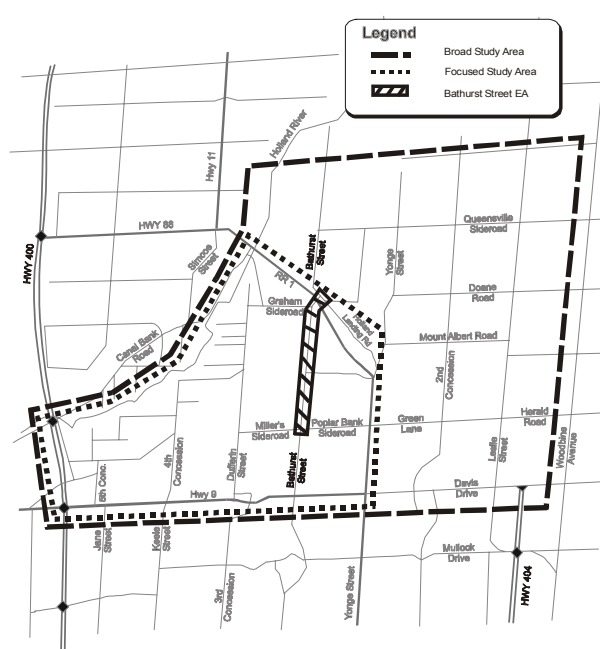 Legend
Broad Study Area
Focused Study Area
Bathurst Street EA
Holland River
Hwy 11
HWY 88
HWY 400
Simcoe
Street
Bathurst
Street
Yonge
Street
Queensville
Sideroad
RR 1
Graham
Sideroad
Holland
Landing Rd
Doane
Road
Mount Albert Road
Canal Bank
Road
2nd
Concession
Miller's
Sideroad
Poplar Bank
Sideroad
Green
Lane
Herald
Road
Leslie
Street
Woodbine
Avenue
4th
Concession
Dufferin
Street
Bathurst
Street
5th Conc.
Hwy 9
Davis
Drive
Jane
Street
Keele
Street
Mullock
Drive
3rd
Concession
Yonge Street
HWY 404